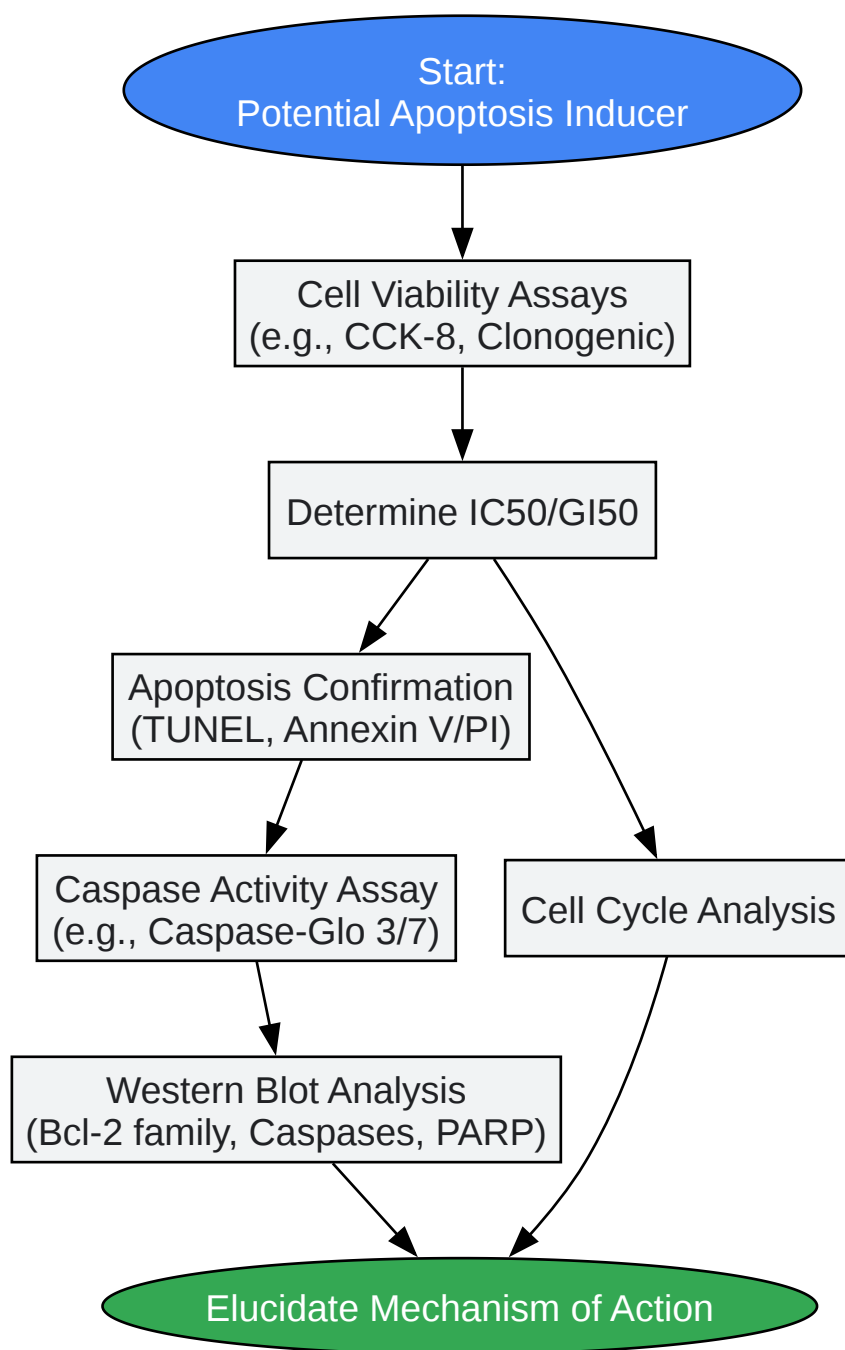 Start:
Potential Apoptosis Inducer
Cell Viability Assays
(e.g., CCK-8, Clonogenic)
Determine IC50/GI50
Apoptosis Confirmation
(TUNEL, Annexin V/PI)
Caspase Activity Assay
(e.g., Caspase-Glo 3/7)
Cell Cycle Analysis
Western Blot Analysis
(Bcl-2 family, Caspases, PARP)
Elucidate Mechanism of Action